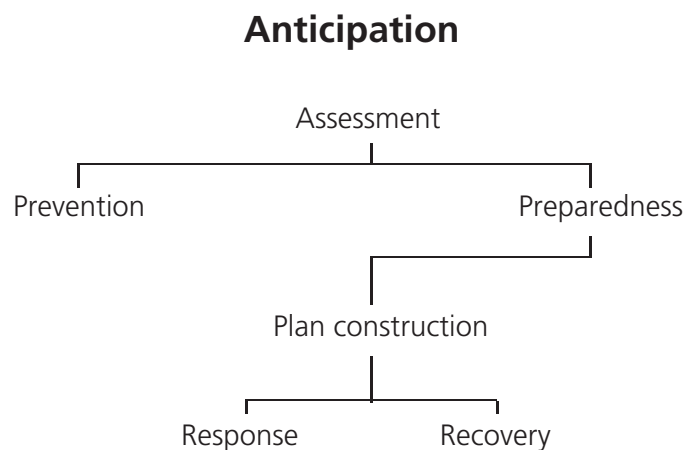 Anticipation
Assessment
Prevention Preparedness
Plan construction
Response Recovery